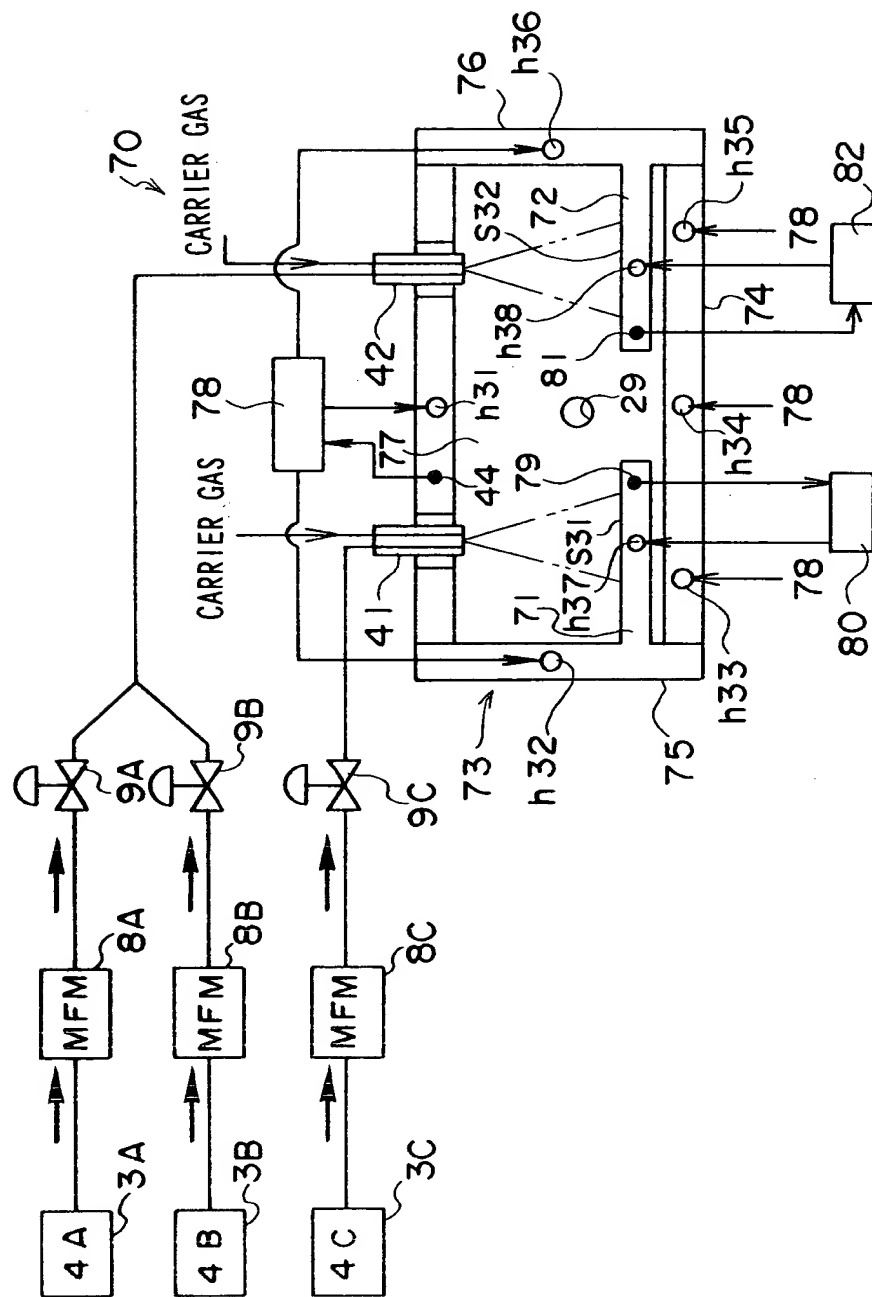 70
CARRIER GAS
76
h36
78
42
h31
77
44
S32
72
h38
81
29
h35
78
82
74
h34
78
CARRIER GAS
41
79
S31
h37
71
h33
78
80
75
h32
73
9A
9B
9C
MFM
8A
MFM
8B
MFM
8C
4A
3A
4B
3B
4C
3C